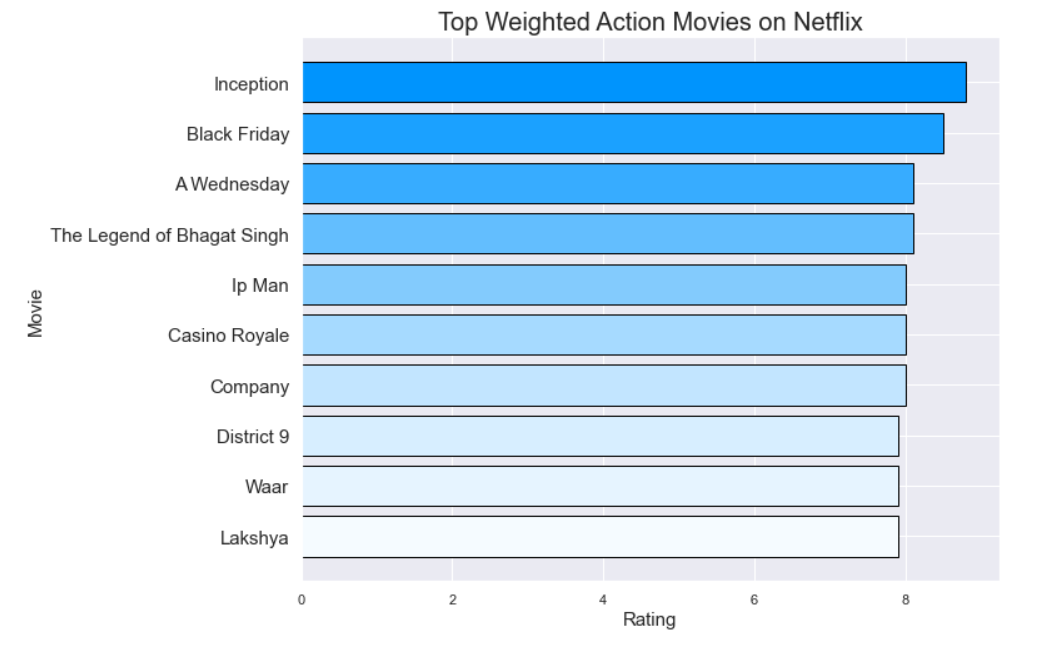 Top Weighted Action Movies on Netflix
Inception
Black Friday
A Wednesday
The Legend of Bhagat Singh
Ip Man
Casino Royale
Company
District 9
Waar
Lakshya
Movie
0 2 4 6 8
Rating